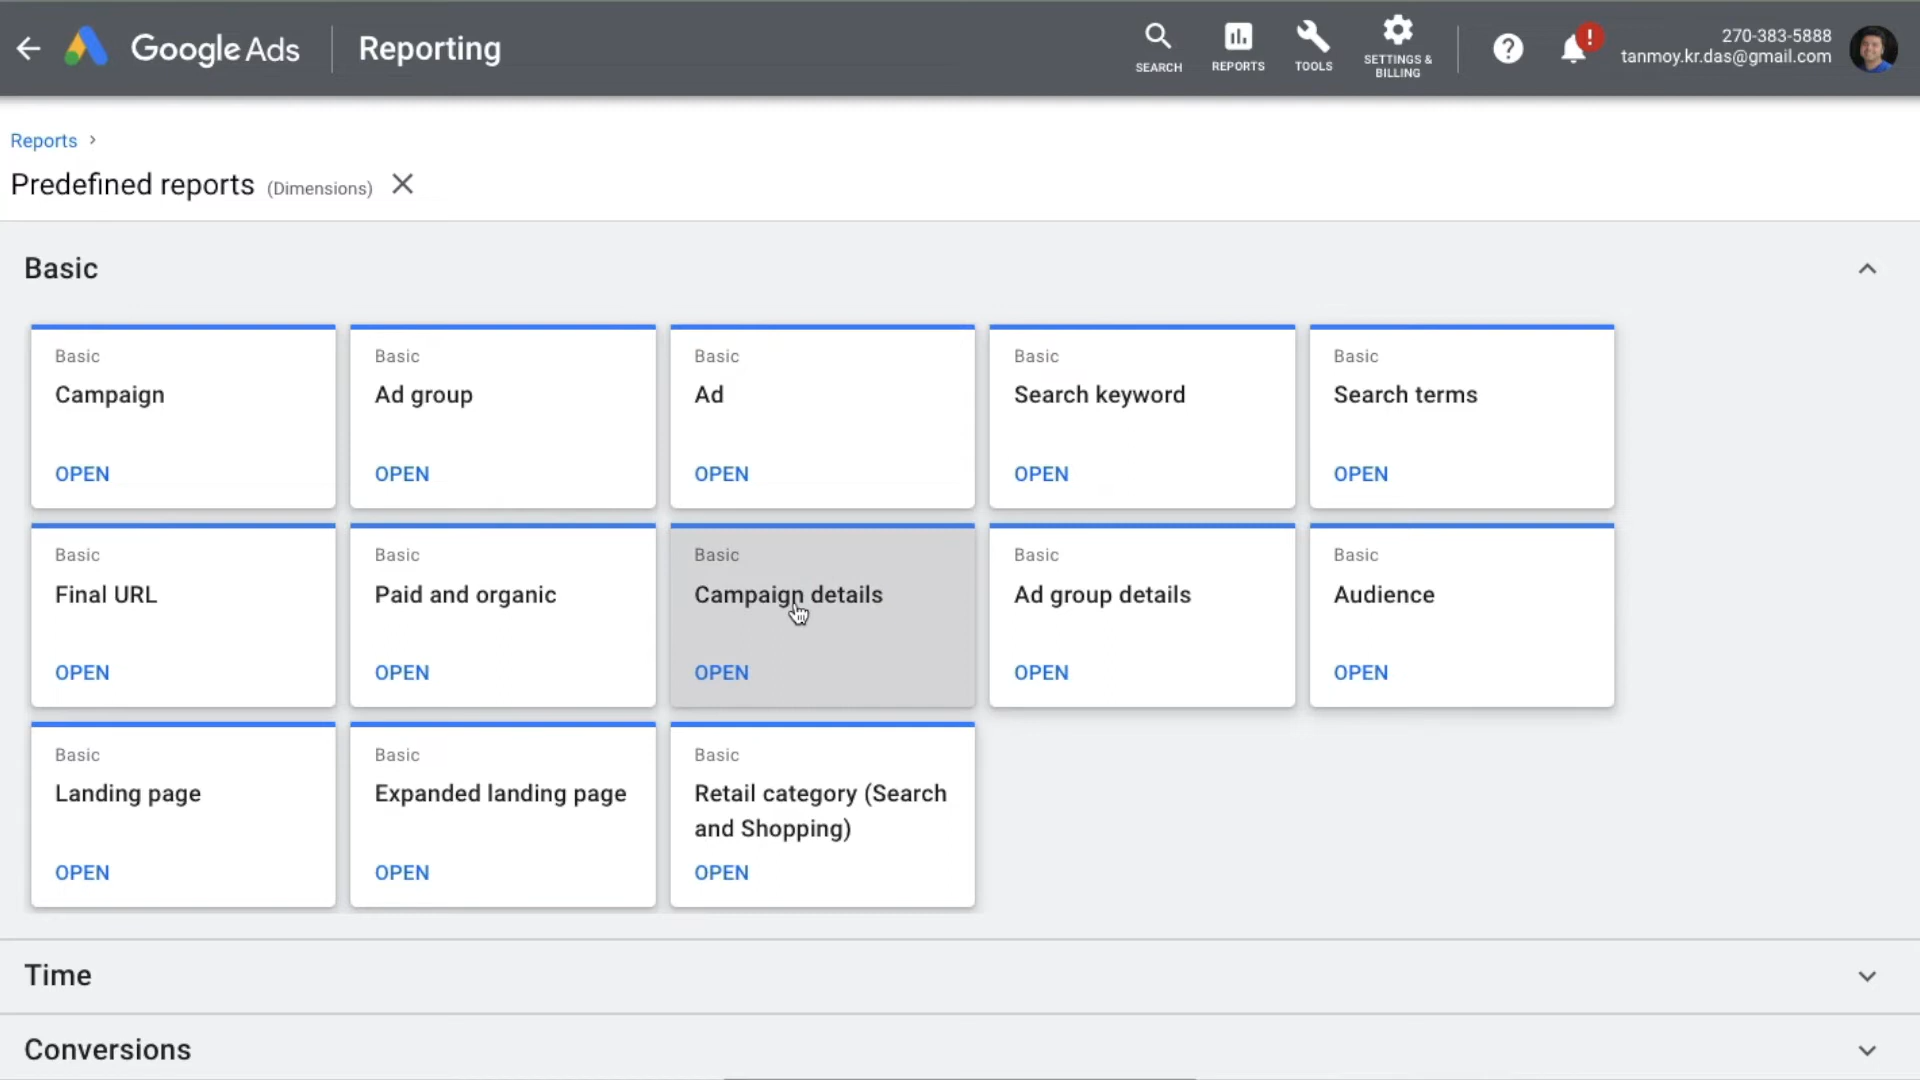 Google Ads
Reporting
SEARCH
REPORTS
TOOLS
SETTINGS &
BILLING
!
270-383-5888
tanmoy.kr.das@gmail.com
Reports
Predefined reports (Dimensions)
Basic
Basic
Campaign
OPEN
Basic
Ad group
OPEN
Basic
Ad
OPEN
Basic
Search keyword
OPEN
Basic
Search terms
OPEN
Basic
Final URL
OPEN
Basic
Paid and organic
OPEN
Basic
Campaign details
OPEN
Basic
Ad group details
OPEN
Basic
Audience
OPEN
Basic
Landing page
OPEN
Basic
Expanded landing page
OPEN
Basic
Retail category (Search
and Shopping)
OPEN
Time
Conversions